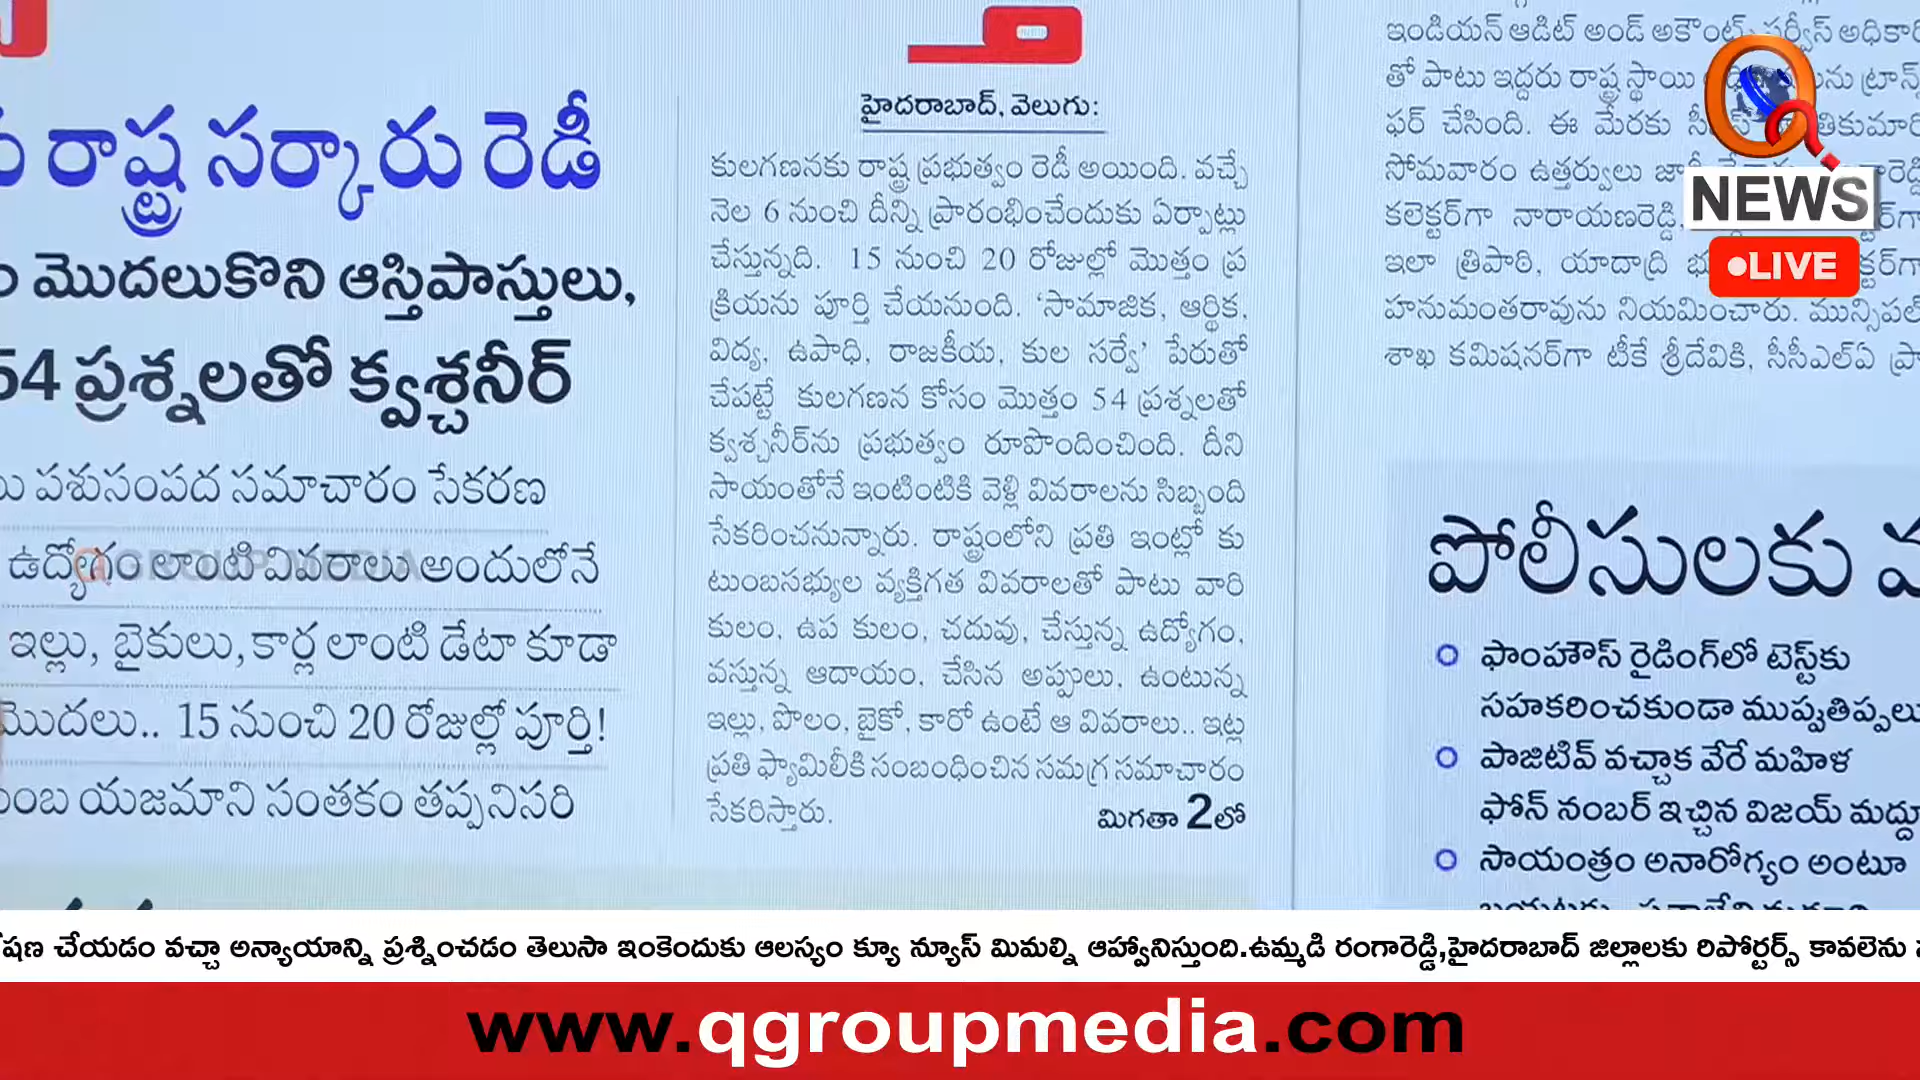 రాష్ట్ర సర్కారు రెడీ
మొదలుకొని ఆస్తిపాస్తులు,
54 ప్రశ్నలతో క్వశ్చనీర్
పశుసంపద సమాచారం సేకరణ
ఉద్యోగం లాంటి వివరాలు అందులోనే
GROUP MEDIA
ఇల్లు, బైకులు, కార్ల లాంటి డేటా కూడా
మొదలు.. 15 నుంచి 20 రోజుల్లో పూర్తి!
యజమాని సంతకం తప్పనిసరి
హైదరాబాద్, వెలుగు:
కులగణనకు రాష్ట్ర ప్రభుత్వం రెడీ అయింది. వచ్చే
నెల 6 నుంచి దీన్ని ప్రారంభించేందుకు ఏర్పాట్లు
చేస్తున్నది. 15 నుంచి 20 రోజుల్లో మొత్తం ప్ర
క్రియను పూర్తి చేయనుంది. ‘సామాజిక, ఆర్థిక,
విద్య, ఉపాధి, రాజకీయ, కుల సర్వే’ పేరుతో
చేపట్టే కులగణన కోసం మొత్తం 54 ప్రశ్నలతో
క్వశ్చనీర్‌ను ప్రభుత్వం రూపొందించింది. దీని
సాయంతోనే ఇంటింటికి వెళ్లి వివరాలను సిబ్బంది
సేకరించనున్నారు. రాష్ట్రంలోని ప్రతి ఇంట్లో కు
టుంబసభ్యుల వ్యక్తిగత వివరాలతో పాటు వారి
కులం, ఉప కులం, చదువు, చేస్తున్న ఉద్యోగం,
వస్తున్న ఆదాయం, చేసిన అప్పులు, ఉంటున్న
ఇల్లు, పొలం, బైకో, కారో ఉంటే ఆ వివరాలు.. ఇట్ల
ప్రతి ఫ్యామిలీకి సంబంధించిన సమగ్ర సమాచారం
సేకరిస్తారు. మిగతా 2లో
ఇండియన్ ఆడిట్ అండ్ అకౌంట్స్ సర్వీస్
తో పాటు ఇద్దరు రాష్ట్ర స్థాయి
ఫర్ చేసింది. ఈ మేరకు
సోమవారం ఉత్తర్వులు
కలెక్టర్‌గా నారాయణరెడ్డి,
ఇలా త్రిపాఠి, యాదాద్రి
హనుమంతరావును నియమించారు. మున్సిపల్
శాఖ కమిషనర్‌గా టీకే శ్రీదేవికి, సీసీఎల్ఏ
పోలీసులకు
ఫాంహౌస్ రైడింగ్‌లో టెస్ట్‌కు
సహకరించకుండా ముప్పుతిప్పలు
పాజిటివ్ వచ్చాక వేరే మహిళ
ఫోన్ నంబర్ ఇచ్చిన విజయ్ మద్దూ
సాయంత్రం అనారోగ్యం అంటూ
Q
NEWS
LIVE
చేయడం వచ్చా అన్యాయాన్ని ప్రశ్నించడం తెలుసా ఇంకెందుకు ఆలస్యం క్యూ న్యూస్ మిమల్ని ఆహ్వానిస్తుంది.ఉమ్మడి రంగారెడ్డి,హైదరాబాద్ జిల్లాలకు రిపోర్టర్స్ కావలెను
www.qgroupmedia.com